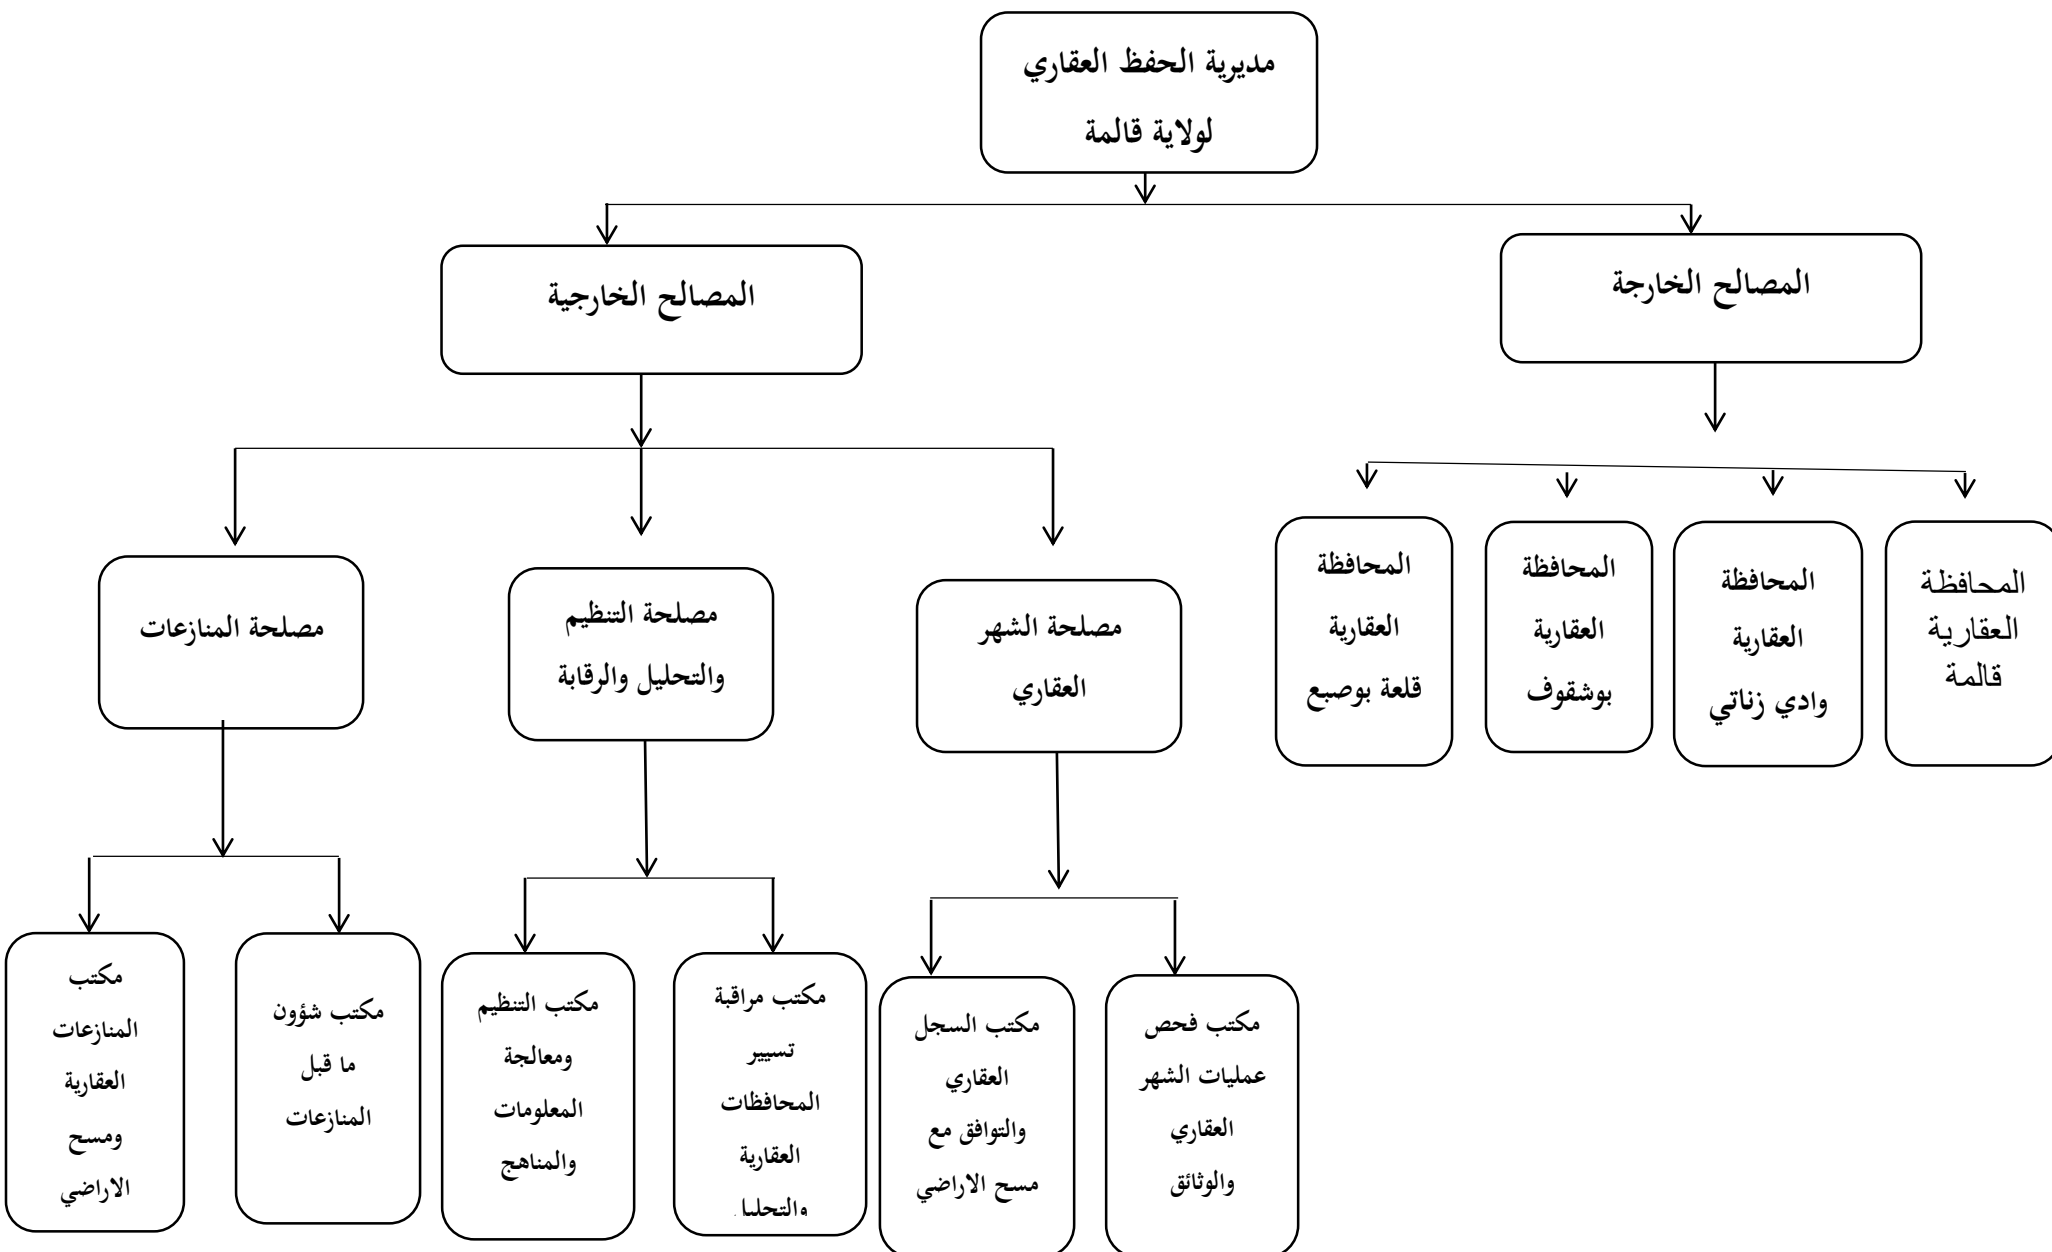 مديرية الحفظ العقاري
لولاية قالمة
المصالح الخارجة
المصالح الخارجية
المحافظة
العقارية
قالمة
المحافظة
العقارية
وادي زناتي
المحافظة
العقارية
بوشقوف
المحافظة
العقارية
قلعة بوصبع
مصلحة الشهر
العقاري
مصلحة التنظيم
والتحليل والرقابة
مصلحة المنازعات
مكتب فحص
عمليات الشهر
العقاري
والوثائق
مكتب السجل
العقاري
والتوافق مع
مسح الاراضي
مكتب مراقبة
تسيير
المحافظات
العقارية
والتحليل
مكتب التنظيم
ومعالجة
المعلومات
والمناهج
مكتب شؤون
ما قبل
المنازعات
مكتب
المنازعات
العقارية
ومسح
الاراضي